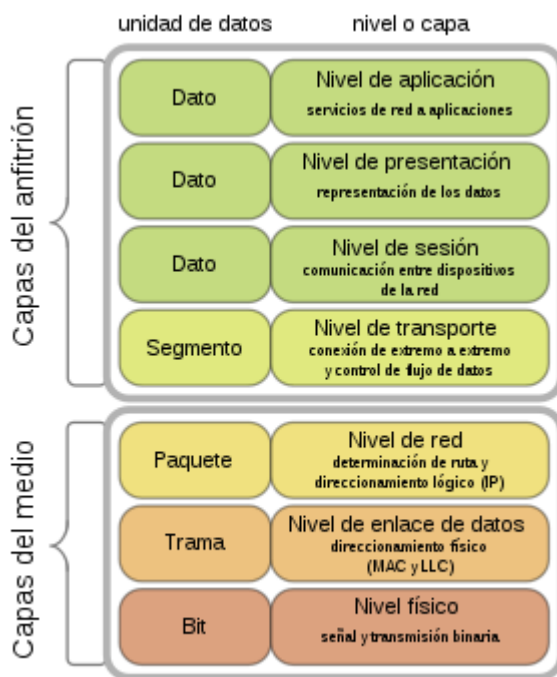 unidad de datos
nivel o capa
Capas del anfitrión
Dato
Nivel de aplicación
servicios de red a aplicaciones
Dato
Nivel de presentación
representación de los datos
Dato
Nivel de sesión
comunicación entre dispositivos
de la red
Segmento
Nivel de transporte
conexión de extremo a extremo
y control de flujo de datos
Capas del medio
Paquete
Nivel de red
determinación de ruta y
direccionamiento lógico (IP)
Trama
Nivel de enlace de datos
direccionamiento físico
(MAC y LLC)
Bit
Nivel físico
señal y transmisión binaria